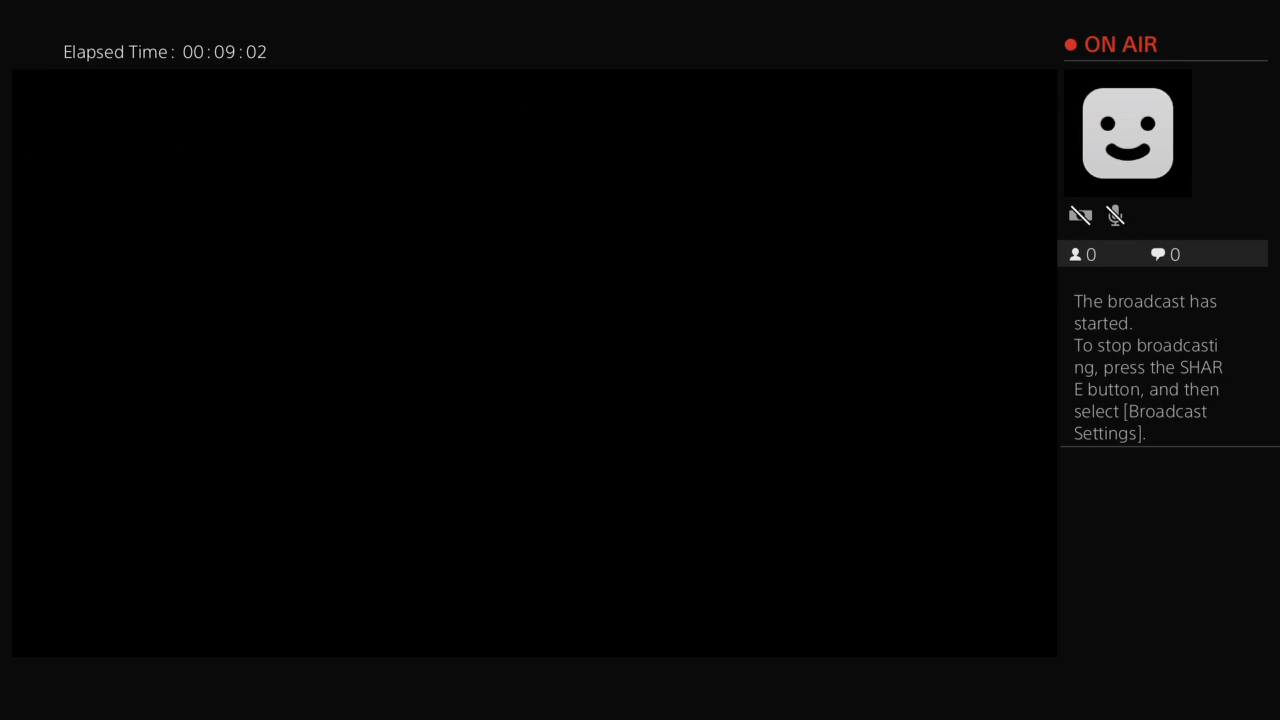 Elapsed Time: 00:09:02
ON AIR
0 0
The broadcast has
started.
To stop broadcasti
ng, press the SHAR
E button, and then
select [Broadcast
Settings].